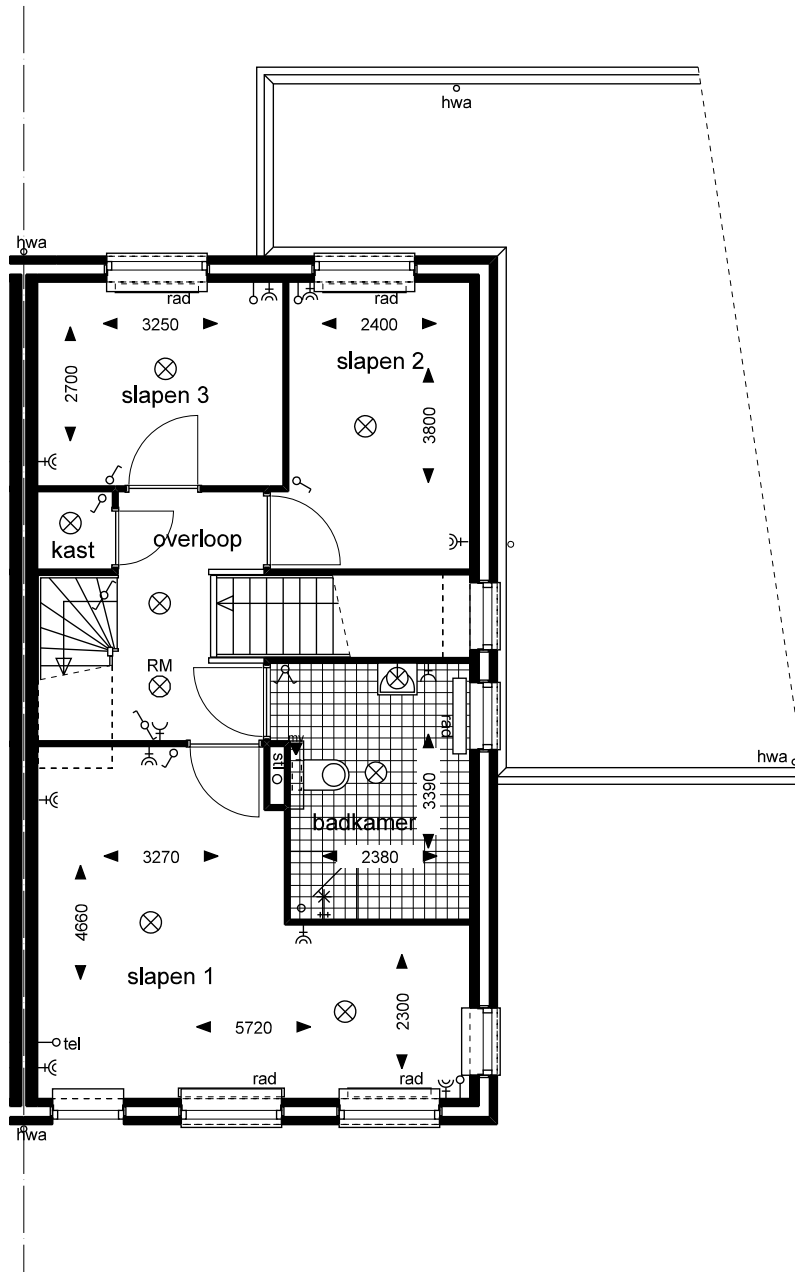 hwa
hwa
rad
rad
3250
2400
slapen 2
2700
slapen 3
3800
kast
overloop
RM
rad
mv
stl
hwa
3390
badkamer
3270
2380
4660
slapen 1
5720
2300
tel
rad
rad
hwa